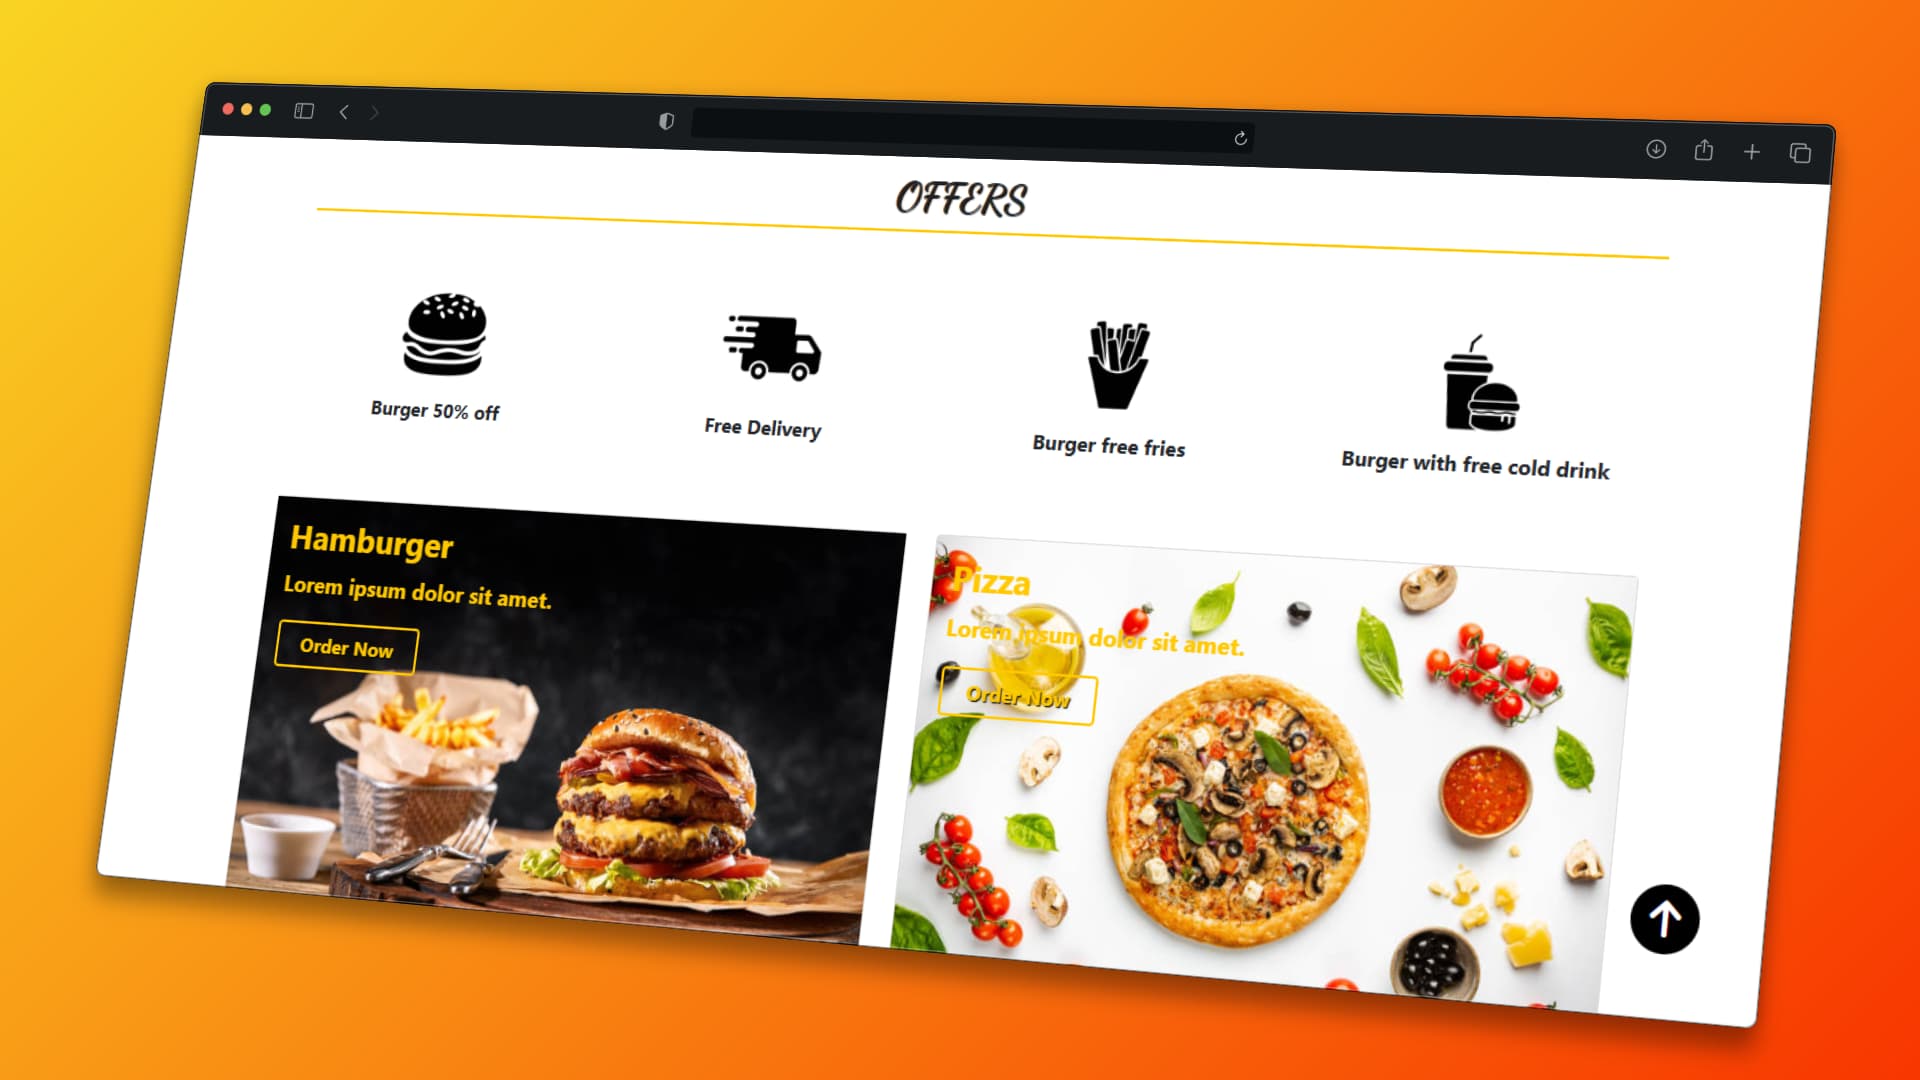 OFFERS
Burger 50% off
Free Delivery
Burger free fries
Burger with free cold drink
Hamburger
Lorem ipsum dolor sit amet.
Order Now
Pizza
Lorem ipsum dolor sit amet.
Order Now